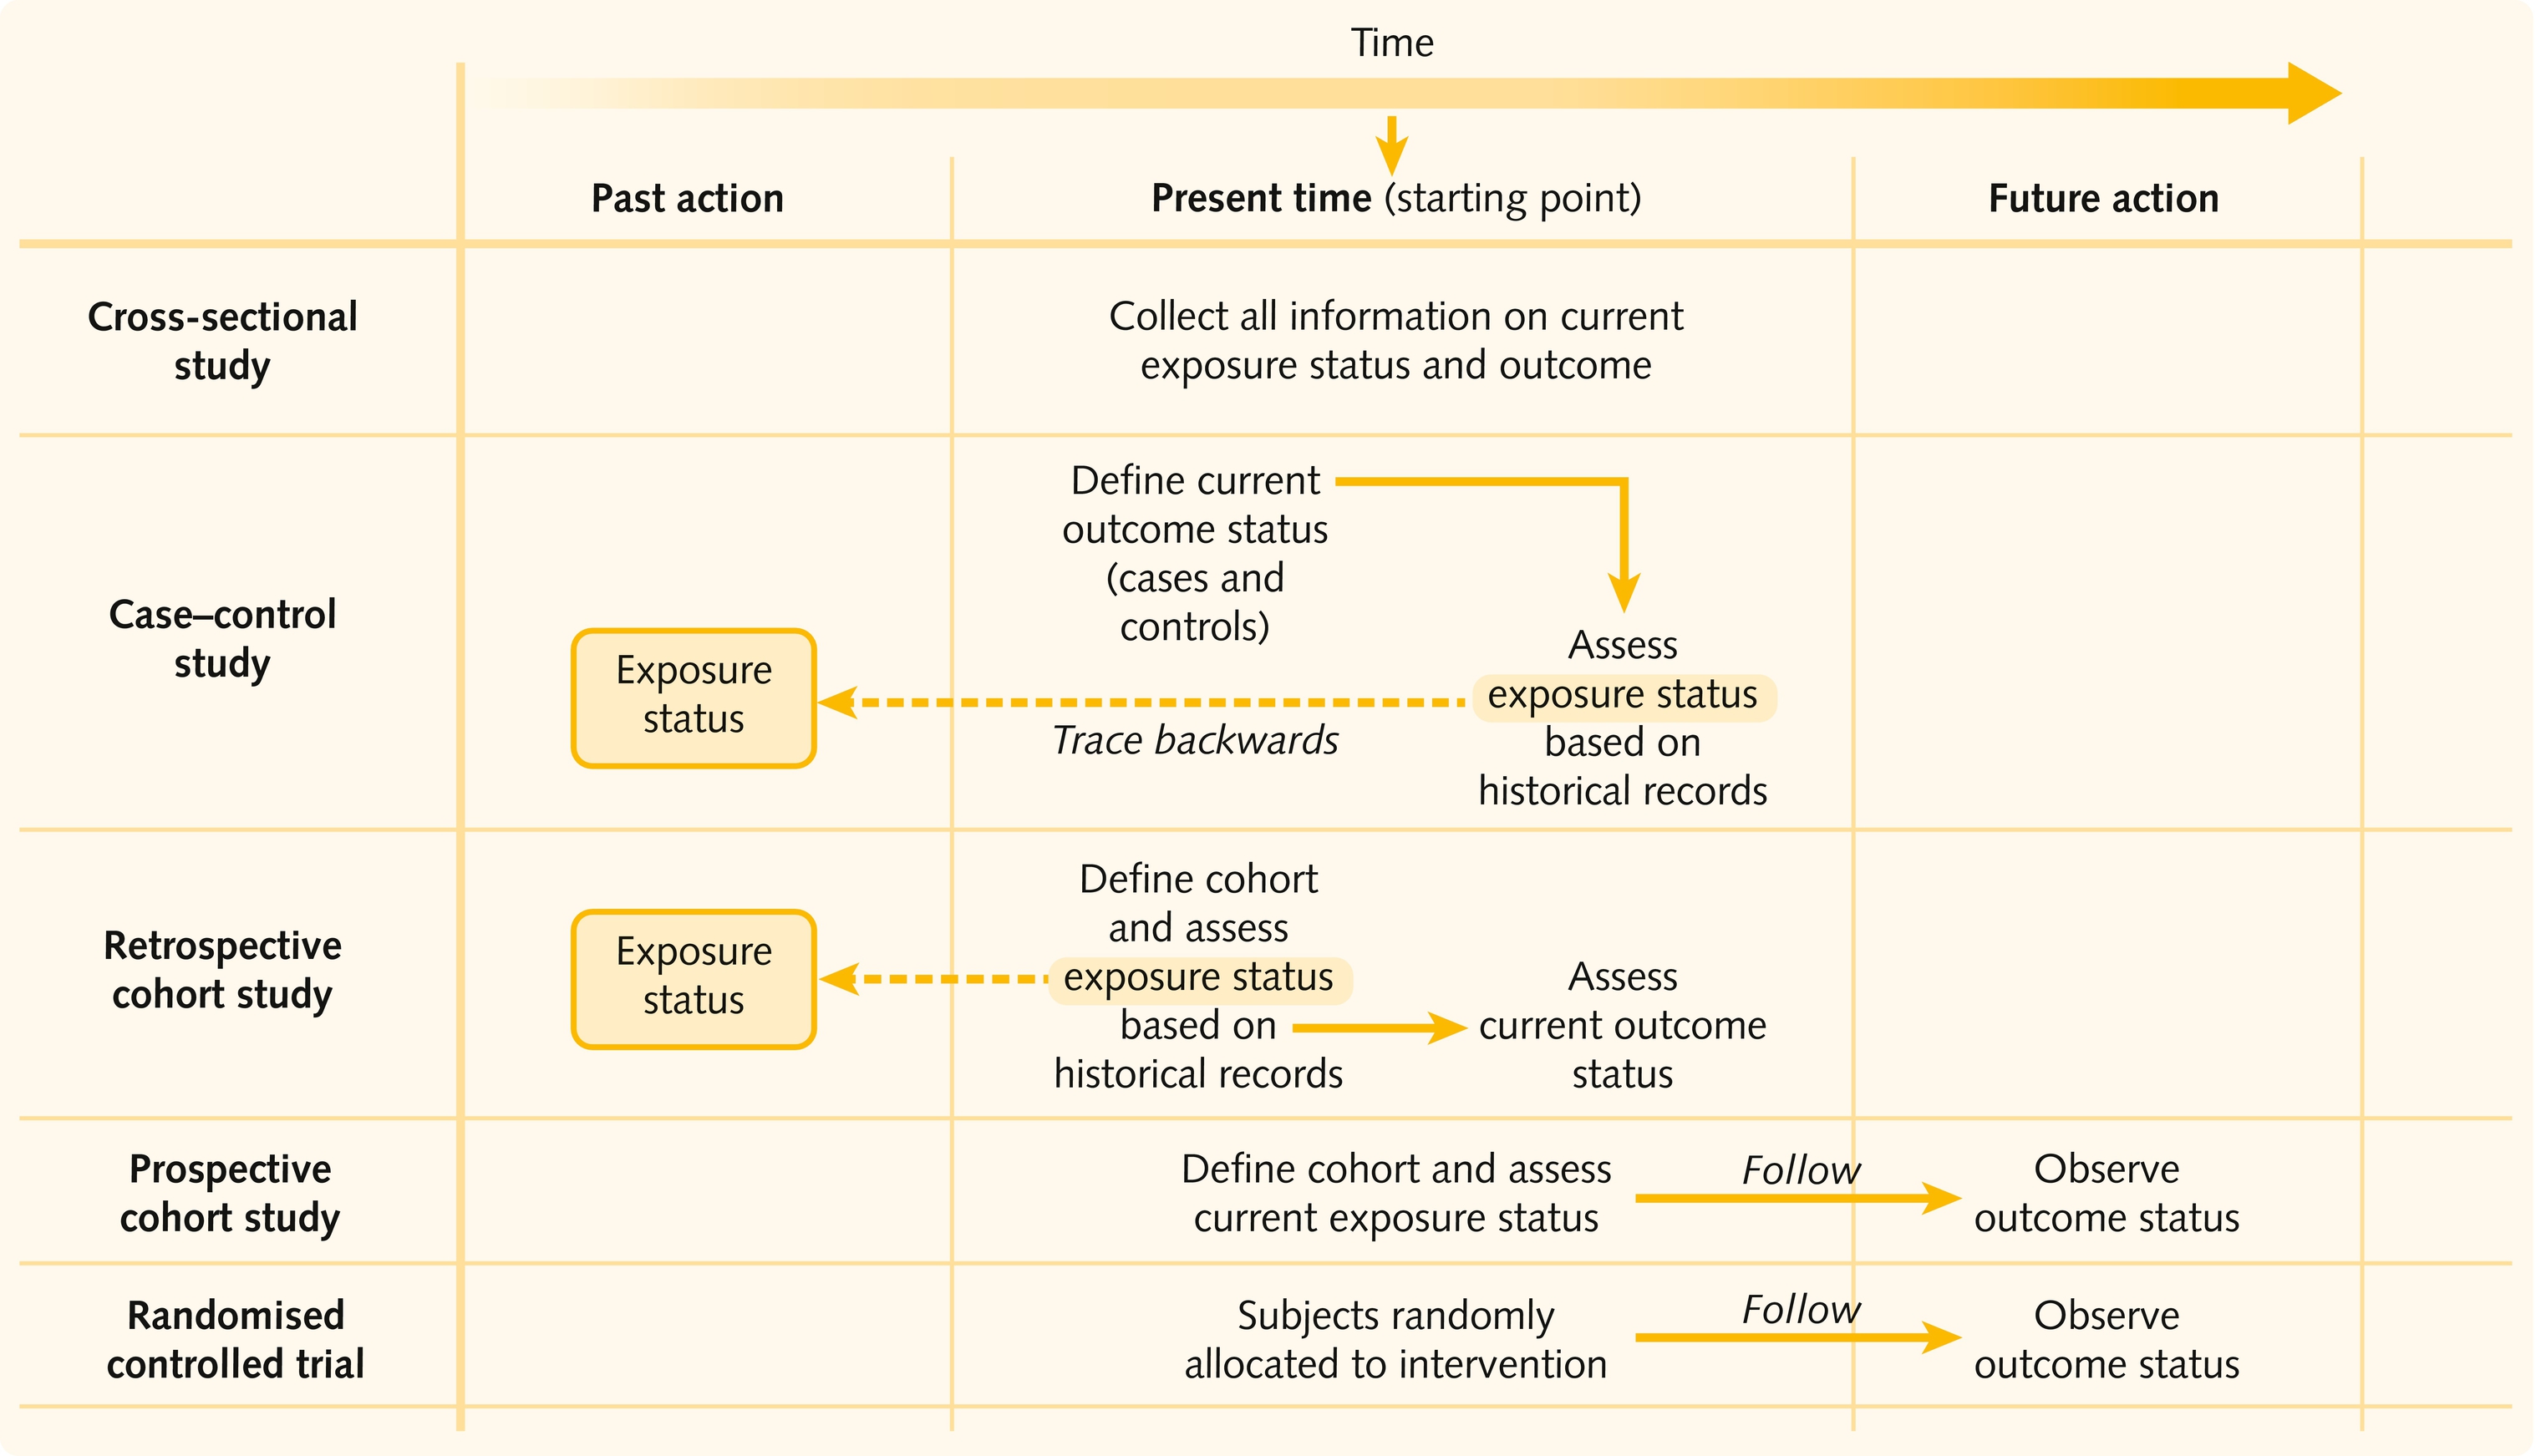 Time
Past action
Present time (starting point)
Future action
Cross-sectional
study
Collect all information on current
exposure status and outcome
Case–control
study
Exposure
status
Define current
outcome status
(cases and
controls)
Trace backwards
Assess
exposure status
based on
historical records
Retrospective
cohort study
Exposure
status
Define cohort
and assess
exposure status
based on
historical records
Assess
current outcome
status
Prospective
cohort study
Define cohort and assess
current exposure status
Follow
Observe
outcome status
Randomised
controlled trial
Subjects randomly
allocated to intervention
Follow
Observe
outcome status